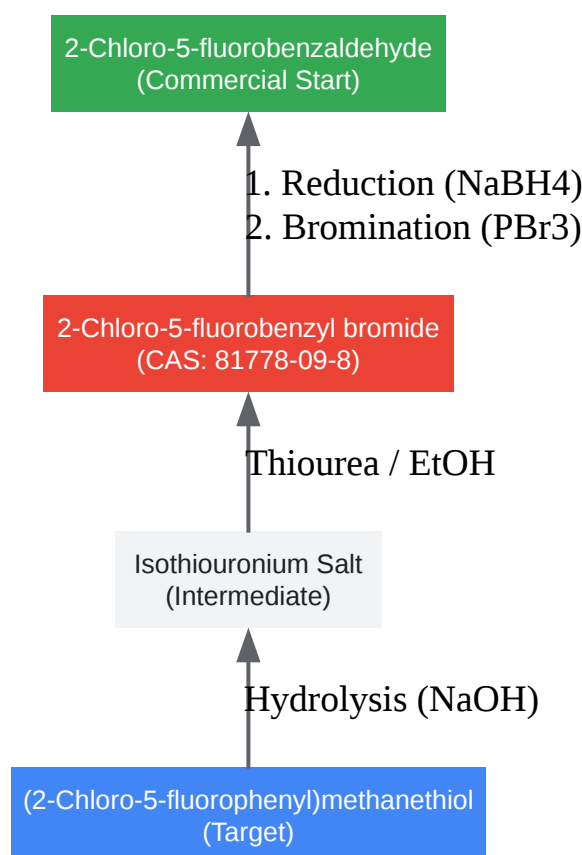 2-Chloro-5-fluorobenzaldehyde
(Commercial Start)
1. Reduction (NaBH4)
2. Bromination (PBr3)
2-Chloro-5-fluorobenzyl bromide
(CAS: 81778-09-8)
Thiourea / EtOH
Isothiouronium Salt
(Intermediate)
Hydrolysis (NaOH)
(2-Chloro-5-fluorophenyl)methanethiol
(Target)